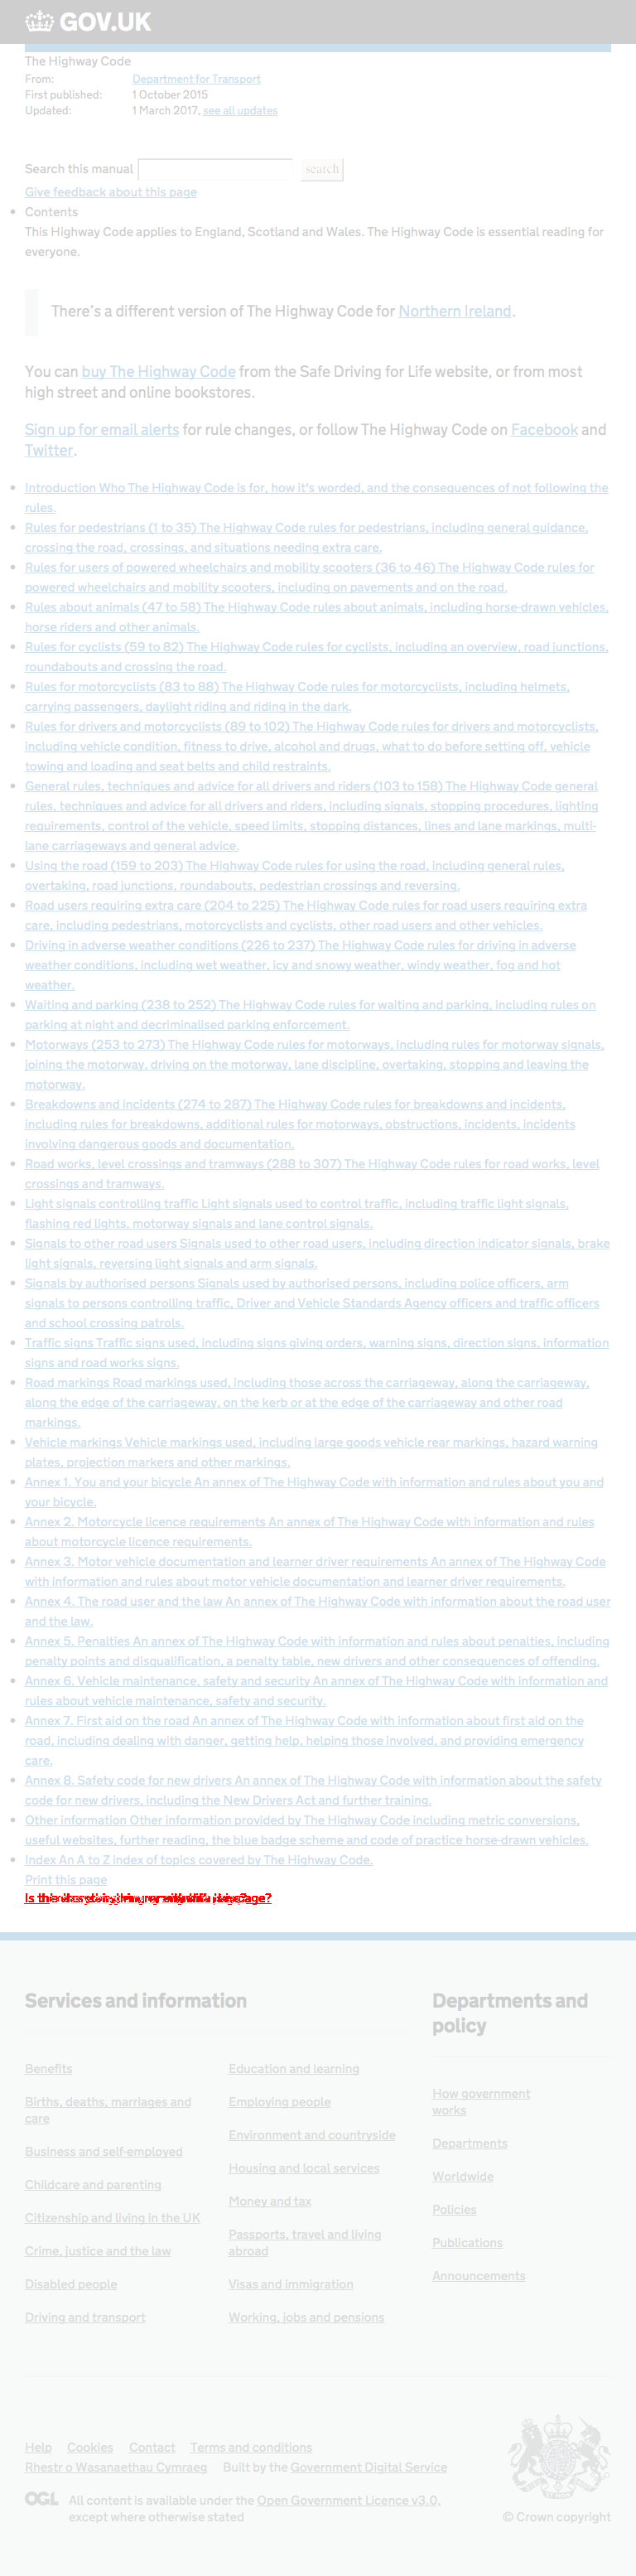 GOV.UK
The Highway Code
From: Department for Transport
First published: 1 October 2015
Updated: 1 March 2017, see all updates
Search this manual search
Give feedback about this page
Contents
This Highway Code applies to England, Scotland and Wales. The Highway Code is essential reading for
everyone.
There's a different version of The Highway Code for Northern Ireland.
You can buy The Highway Code from the Safe Driving for Life website, or from most
high street and online bookstores.
Sign up for email alerts for rule changes, or follow The Highway Code on Facebook and
Twitter.
Introduction Who The Highway Code is for, how it's worded, and the consequences of not following the
rules.
Rules for pedestrians (1 to 35) The Highway Code rules for pedestrians, including general guidance,
crossing the road, crossings, and situations needing extra care.
Rules for users of powered wheelchairs and mobility scooters (36 to 46) The Highway Code rules for
powered wheelchairs and mobility scooters, including on pavements and on the road.
Rules about animals (47 to 58) The Highway Code rules about animals, including horse-drawn vehicles,
horse riders and other animals.
Rules for cyclists (59 to 82) The Highway Code rules for cyclists, including an overview, road junctions,
roundabouts and crossing the road.
Rules for motorcyclists (83 to 88) The Highway Code rules for motorcyclists, including helmets,
carrying passengers, daylight riding and riding in the dark.
Rules for drivers and motorcyclists (89 to 102) The Highway Code rules for drivers and motorcyclists,
including vehicle condition, fitness to drive, alcohol and drugs, what to do before setting off, vehicle
towing and loading and seat belts and child restraints.
General rules, techniques and advice for all drivers and riders (103 to 158) The Highway Code general
rules, techniques and advice for all drivers and riders, including signals, stopping procedures, lighting
requirements, control of the vehicle, speed limits, stopping distances, lines and lane markings, multi-
lane carriageways and general advice.
Using the road (159 to 203) The Highway Code rules for using the road, including general rules,
overtaking, road junctions, roundabouts, pedestrian crossings and reversing.
Road users requiring extra care (204 to 225) The Highway Code rules for road users requiring extra
care, including pedestrians, motorcyclists and cyclists, other road users and other vehicles.
Driving in adverse weather conditions (226 to 237) The Highway Code rules for driving in adverse
weather conditions, including wet weather, icy and snowy weather, windy weather, fog and hot
weather.
Waiting and parking (238 to 252) The Highway Code rules for waiting and parking, including rules on
parking at night and decriminalised parking enforcement.
Motorways (253 to 273) The Highway Code rules for motorways, including rules for motorway signals,
joining the motorway, driving on the motorway, lane discipline, overtaking, stopping and leaving the
motorway.
Breakdowns and incidents (274 to 287) The Highway Code rules for breakdowns and incidents,
including rules for breakdowns, additional rules for motorways, obstructions, incidents, incidents
involving dangerous goods and documentation.
Road works, level crossings and tramways (288 to 307) The Highway Code rules for road works, level
crossings and tramways.
Light signals controlling traffic Light signals used to control traffic, including traffic light signals,
flashing red lights, motorway signals and lane control signals.
Signals to other road users Signals used to other road users, including direction indicator signals, brake
light signals, reversing light signals and arm signals.
Signals by authorised persons Signals used by authorised persons, including police officers, arm
signals to persons controlling traffic, Driver and Vehicle Standards Agency officers and traffic officers
and school crossing patrols.
Traffic signs Traffic signs used, including signs giving orders, warning signs, direction signs, information
signs and road works signs.
Road markings Road markings used, including those across the carriageway, along the carriageway,
along the edge of the carriageway, on the kerb or at the edge of the carriageway and other road
markings.
Vehicle markings Vehicle markings used, including large goods vehicle rear markings, hazard warning
plates, projection markers and other markings.
Annex 1. You and your bicycle An annex of The Highway Code with information and rules about you and
your bicycle.
Annex 2. Motorcycle licence requirements An annex of The Highway Code with information and rules
about motorcycle licence requirements.
Annex 3. Motor vehicle documentation and learner driver requirements An annex of The Highway Code
with information and rules about motor vehicle documentation and learner driver requirements.
Annex 4. The road user and the law An annex of The Highway Code with information about the road user
and the law.
Annex 5. Penalties An annex of The Highway Code with information and rules about penalties, including
penalty points and disqualification, a penalty table, new drivers and other consequences of offending.
Annex 6. Vehicle maintenance, safety and security An annex of The Highway Code with information and
rules about vehicle maintenance, safety and security.
Annex 7. First aid on the road An annex of The Highway Code with information about first aid on the
road, including dealing with danger, getting help, helping those involved, and providing emergency
care.
Annex 8. Safety code for new drivers An annex of The Highway Code with information about the safety
code for new drivers, including the New Drivers Act and further training.
Other information Other information provided by The Highway Code including metric conversions,
useful websites, further reading, the blue badge scheme and code of practice horse-drawn vehicles.
Index An A to Z index of topics covered by The Highway Code.
Print this page
Services and information
Benefits
Births, deaths, marriages and
care
Business and self-employed
Childcare and parenting
Citizenship and living in the UK
Crime, justice and the law
Disabled people
Driving and transport
Education and learning
Employing people
Environment and countryside
Housing and local services
Money and tax
Passports, travel and living
abroad
Visas and immigration
Working, jobs and pensions
Departments and
policy
How government
works
Departments
Worldwide
Policies
Publications
Announcements
Help Cookies Contact Terms and conditions
Rhestr o Wasanaethau Cymraeg Built by the Government Digital Service
OGL All content is available under the Open Government Licence v3.0,
except where otherwise stated
© Crown copyright